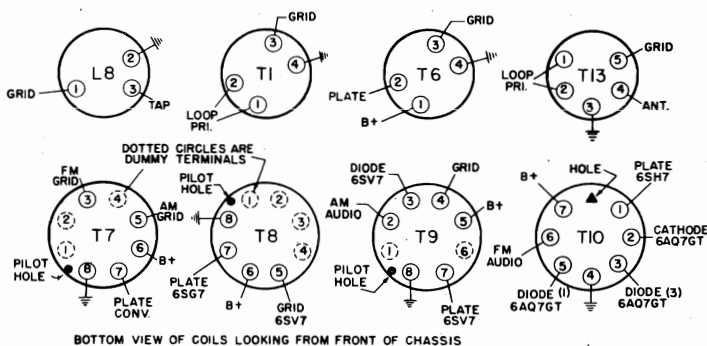 GRID
1
2
3
L8
TAP
GRID
3
4
T1
2
1
LOOP
PRI.
GRID
3
4
T6
2
1
PLATE
B+
1
5
GRID
LOOP
PRI.
T13
2
4
3
ANT.
DOTTED CIRCLES ARE
DUMMY TERMINALS
FM
GRID
3
4
2
5
AM
GRID
T7
1
6
B+
PILOT
HOLE
8
7
PLATE
CONV.
PILOT
HOLE
1
2
8
3
T8
7
4
PLATE
6SG7
6
5
B+
GRID
6SV7
DIODE
6SV7
GRID
3
4
B+
AM
AUDIO
2
5
T9
1
6
PILOT
HOLE
8
7
PLATE
6SV7
HOLE
PLATE
6SH7
B+
7
1
6
T10
2
CATHODE
6AQ7GT
FM
AUDIO
5
4
3
DIODE (1)
6AQ7GT
DIODE (3)
6AQ7GT
BOTTOM VIEW OF COILS LOOKING FROM FRONT OF CHASSIS